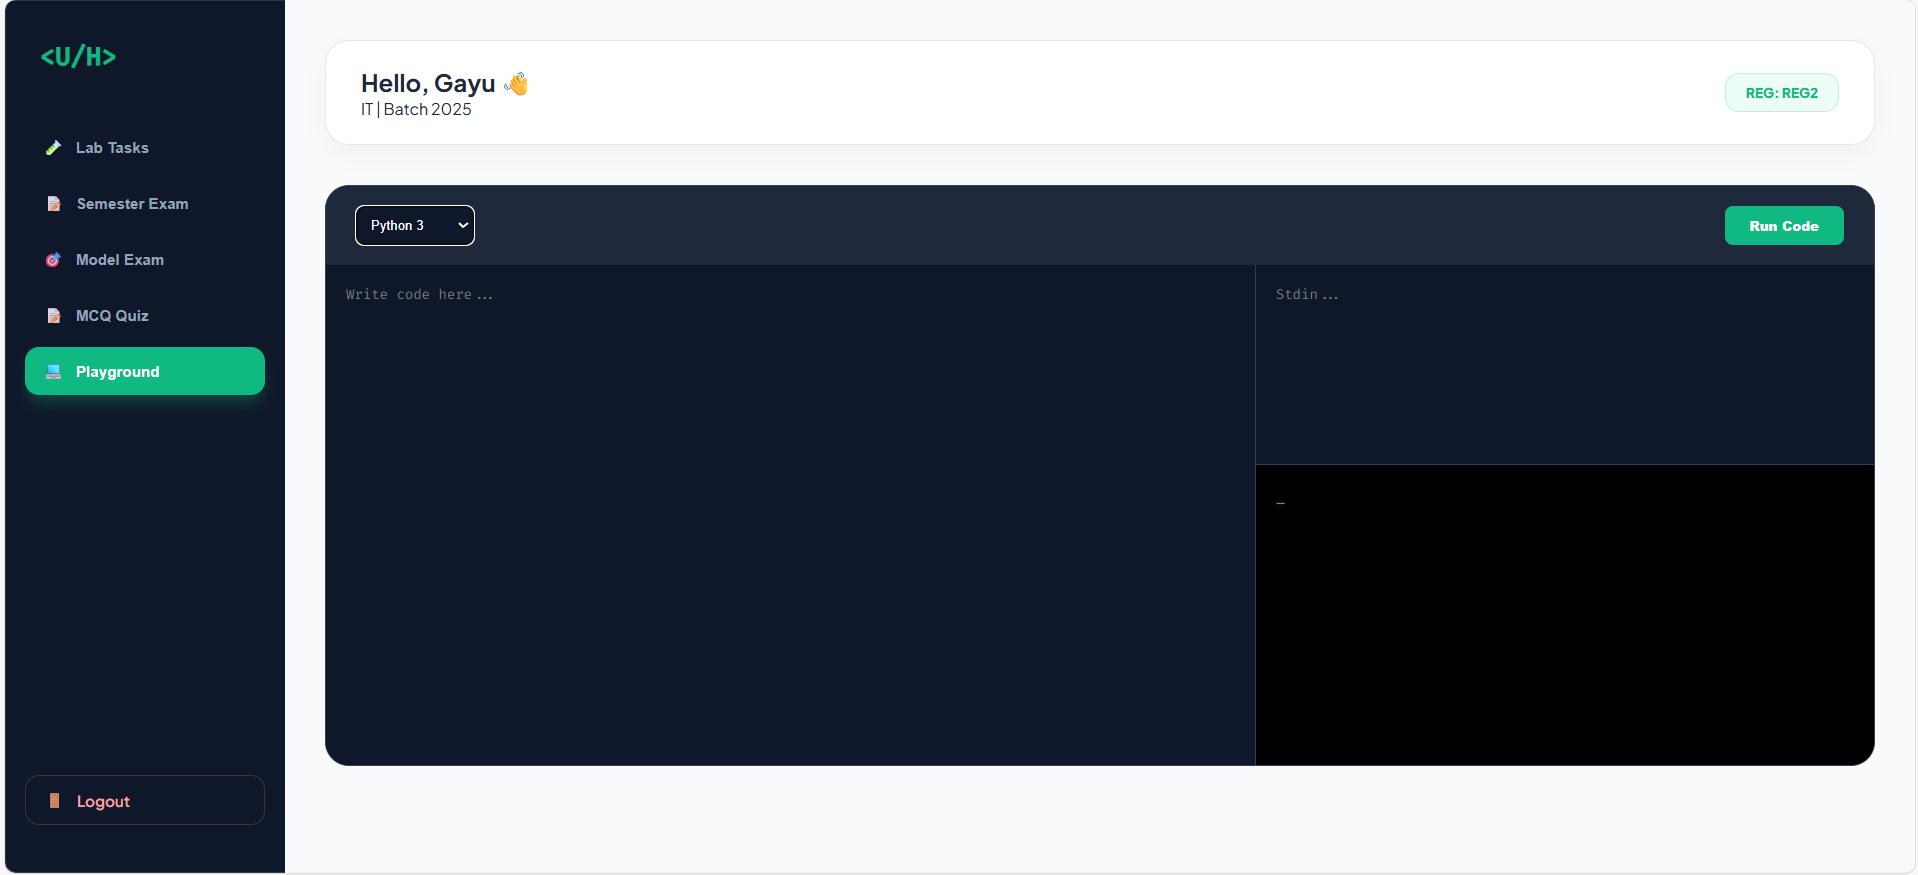 <U/H>
Lab Tasks
Semester Exam
Model Exam
MCQ Quiz
Playground
Logout
Hello, Gayu 👋
IT | Batch 2025
REG: REG2
Python 3
Run Code
Write code here...
Stdin...
_